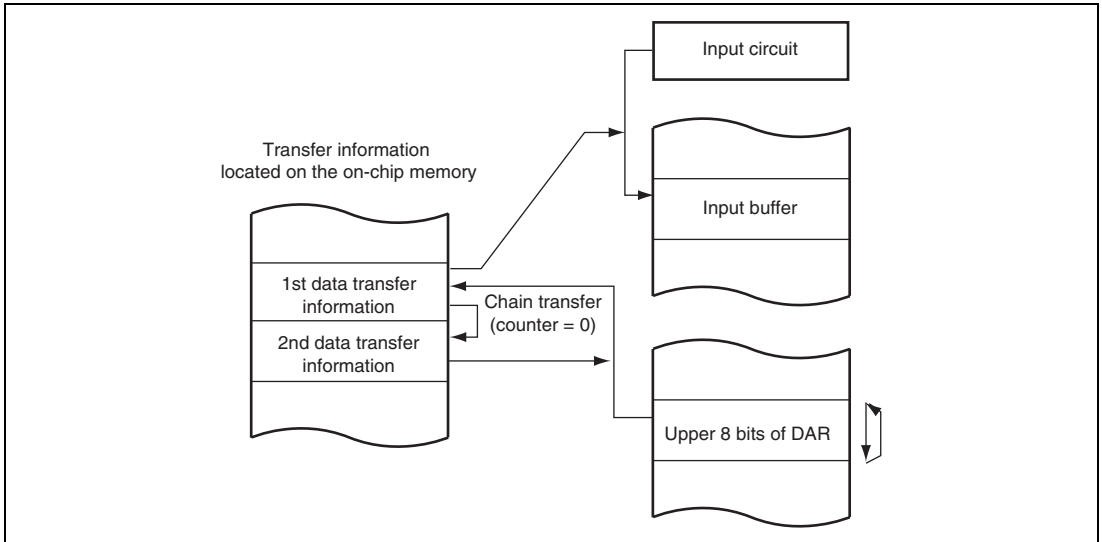 Input circuit
Transfer information
located on the on-chip memory
Input buffer
1st data transfer
information
Chain transfer
(counter = 0)
2nd data transfer
information
Upper 8 bits of DAR